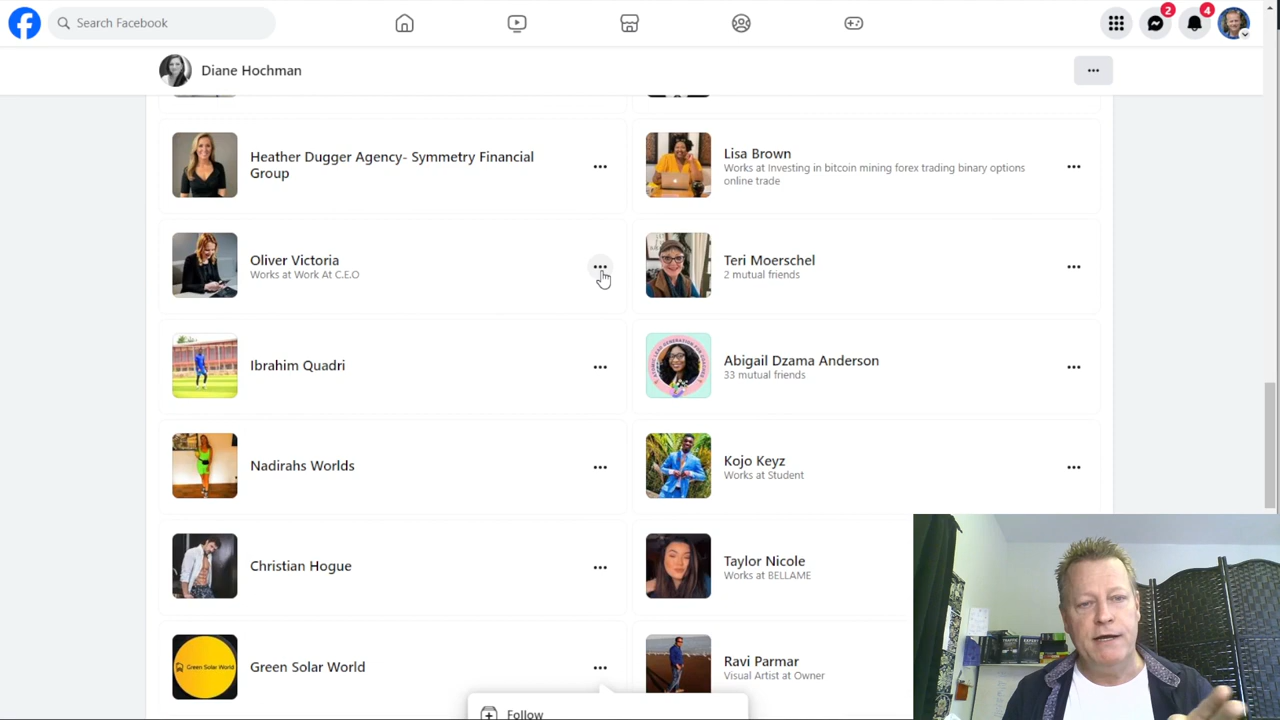 Search Facebook
2
4
Diane Hochman
Heather Dugger Agency- Symmetry Financial
Group
Lisa Brown
Works at Investing in bitcoin mining forex trading binary options
online trade
Oliver Victoria
Works at Work At C.E.O
Teri Moerschel
2 mutual friends
Ibrahim Quadri
Abigail Dzama Anderson
33 mutual friends
Nadirahs Worlds
Kojo Keyz
Works at Student
Christian Hogue
Taylor Nicole
Works at BELLAME
Green Solar World
Green Solar World
Ravi Parmar
Visual Artist at Owner
Follow